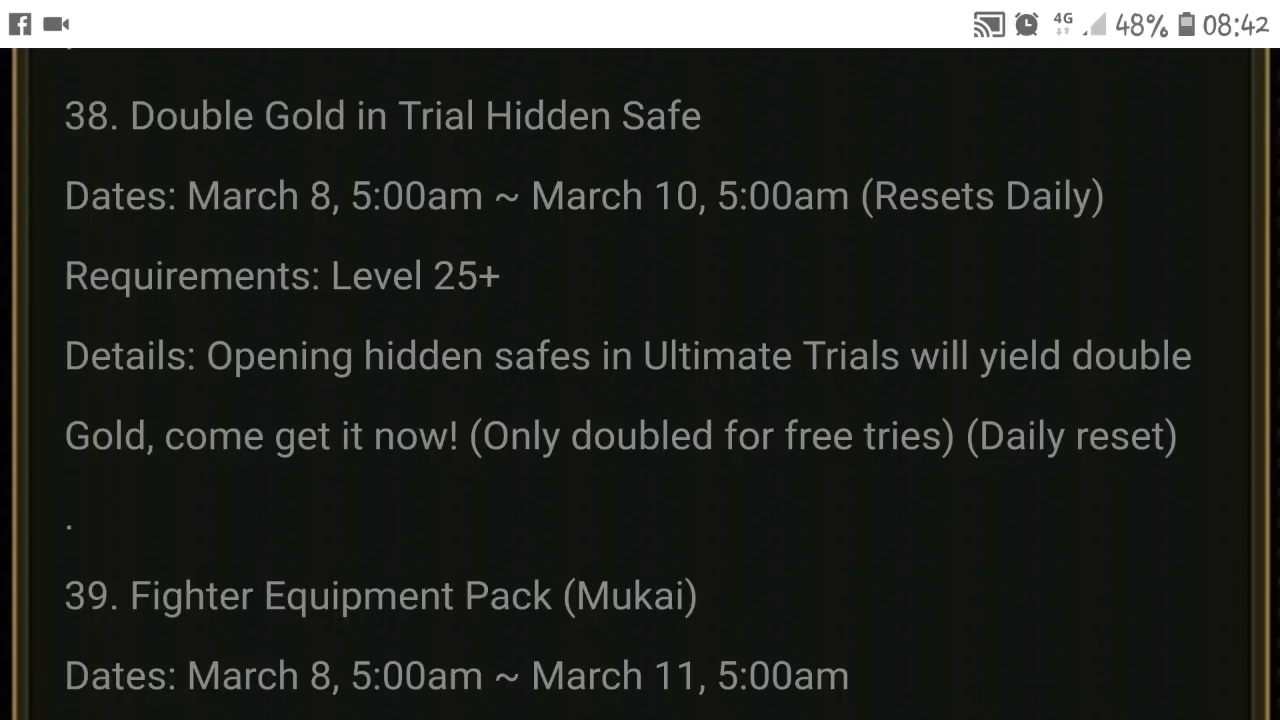 4G 48% 08:42
38. Double Gold in Trial Hidden Safe
Dates: March 8, 5:00am ~ March 10, 5:00am (Resets Daily)
Requirements: Level 25+
Details: Opening hidden safes in Ultimate Trials will yield double
Gold, come get it now! (Only doubled for free tries) (Daily reset)
.
39. Fighter Equipment Pack (Mukai)
Dates: March 8, 5:00am ~ March 11, 5:00am